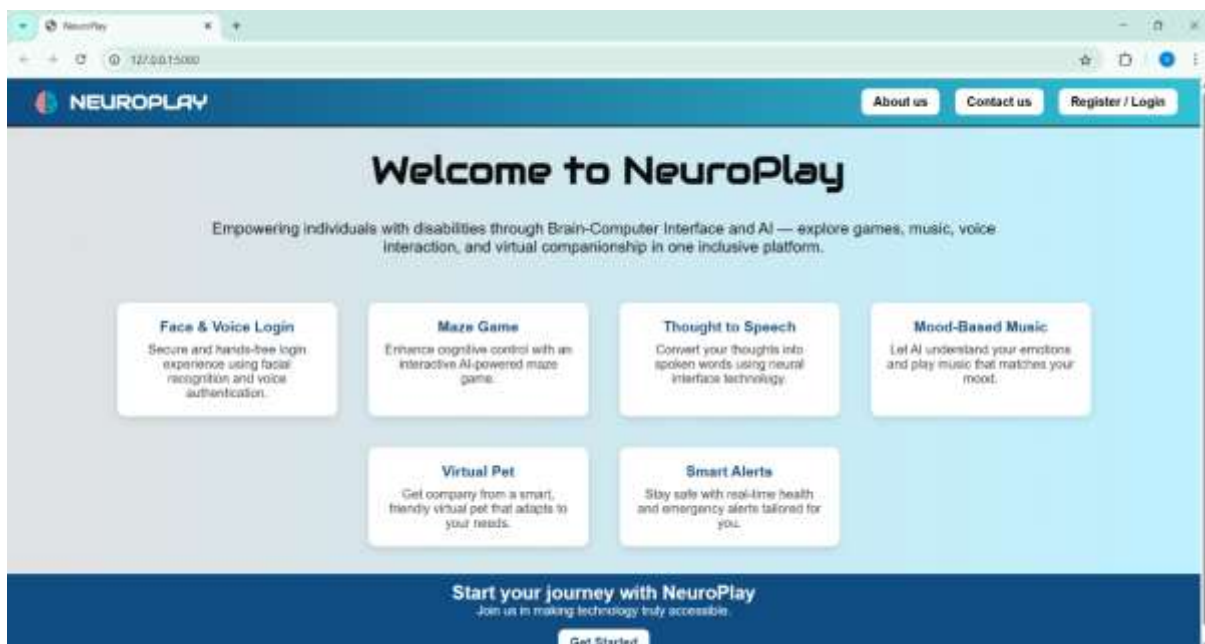 NeuroPlay
127.0.0.1:5000
NEUROPLAY
About us
Contact us
Register / Login
Welcome to NeuroPlay
Empowering individuals with disabilities through Brain-Computer Interface and AI — explore games, music, voice
interaction, and virtual companionship in one inclusive platform.
Face & Voice Login
Secure and hands-free login
experience using facial
recognition and voice
authentication.
Maze Game
Enhance cognitive control with an
interactive AI-powered maze
game.
Thought to Speech
Convert your thoughts into
spoken words using neural
interface technology.
Mood-Based Music
Let AI understand your emotions
and play music that matches your
mood.
Virtual Pet
Get company from a smart,
friendly virtual pet that adapts to
your needs.
Smart Alerts
Stay safe with real-time health
and emergency alerts tailored for
you.
Start your journey with NeuroPlay
Join us in making technology truly accessible.
Get Started